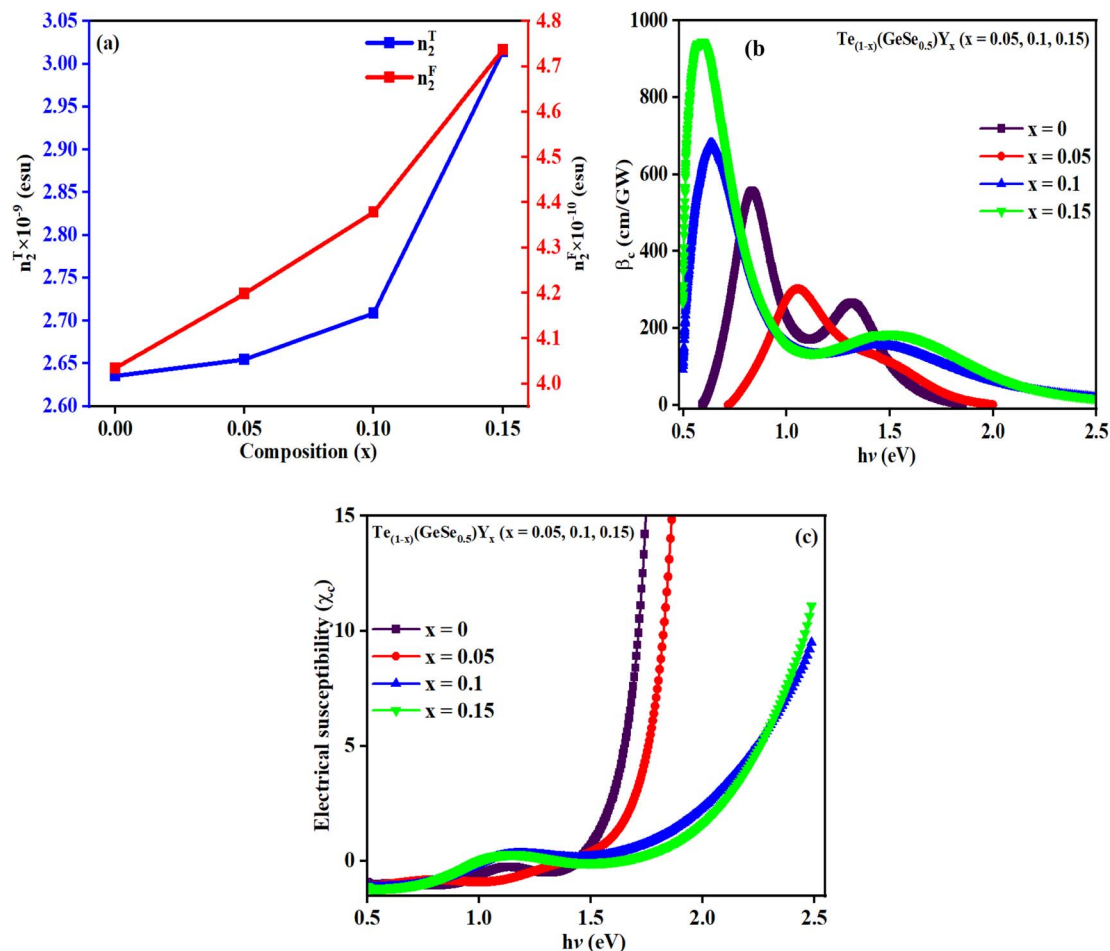 (a)
n₂ᵀ
n₂ᶠ
3.05
3.00
2.95
2.90
2.85
2.80
2.75
2.70
2.65
2.60
n₂ᵀ×10⁻⁹ (esu)
4.8
4.7
4.6
4.5
4.4
4.3
4.2
4.1
4.0
n₂ᶠ×10⁻¹⁰ (esu)
0.00 0.05 0.10 0.15
Composition (x)
(b)
Te₍₁₋ₓ₎(GeSe₀.₅)Yₓ (x = 0.05, 0.1, 0.15)
x = 0
x = 0.05
x = 0.1
x = 0.15
1000
800
600
400
200
0
β_c (cm/GW)
0.5 1.0 1.5 2.0 2.5
hν (eV)
Te₍₁₋ₓ₎(GeSe₀.₅)Yₓ (x = 0.05, 0.1, 0.15)
(c)
x = 0
x = 0.05
x = 0.1
x = 0.15
15
10
5
0
Electrical susceptibility (χ_c)
0.5 1.0 1.5 2.0 2.5
hν (eV)